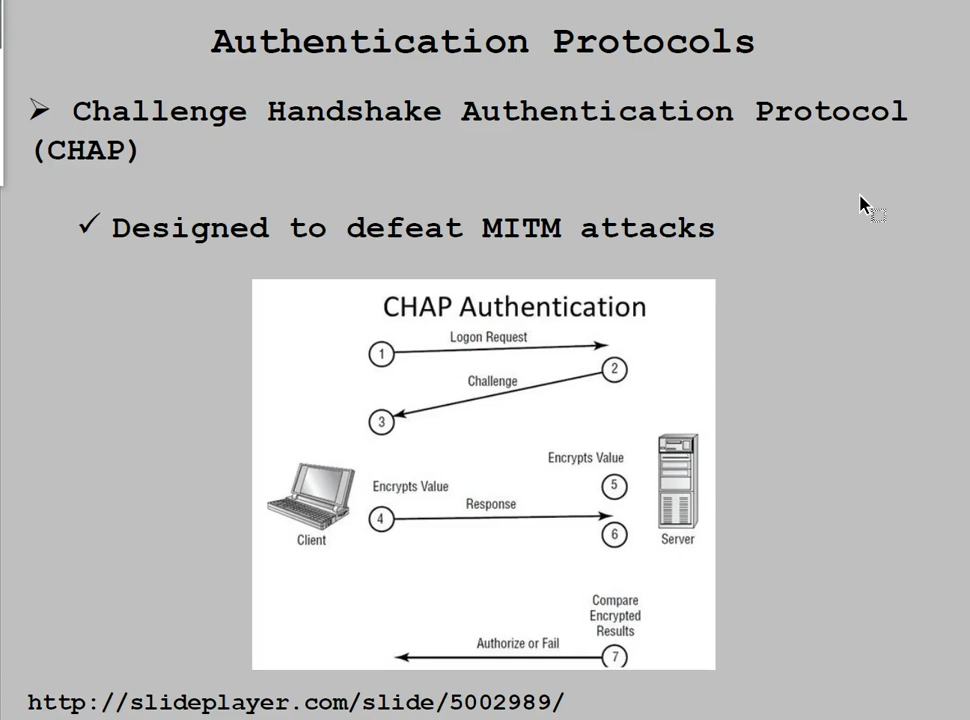 Authentication Protocols
➢ Challenge Handshake Authentication Protocol
(CHAP)
✓ Designed to defeat MITM attacks
CHAP Authentication
Logon Request
1
2
Challenge
3
Encrypts Value
5
Encrypts Value
Response
4
6
Client
Server
Compare
Encrypted
Results
Authorize or Fail
7
http://slideplayer.com/slide/5002989/